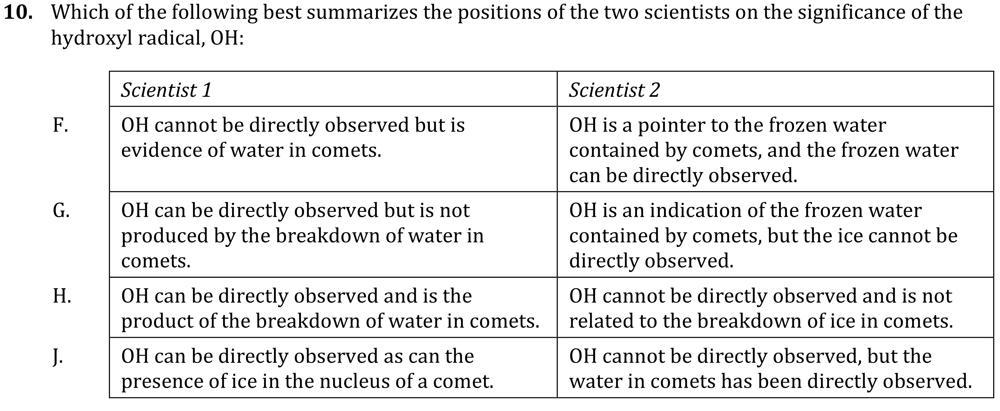 10. Which of the following best summarizes the positions of the two scientists on the significance of the
hydroxyl radical, OH:
Scientist 1
Scientist 2
F.
OH cannot be directly observed but is
evidence of water in comets.
OH is a pointer to the frozen water
contained by comets, and the frozen water
can be directly observed.
G.
OH can be directly observed but is not
produced by the breakdown of water in
comets.
OH is an indication of the frozen water
contained by comets, but the ice cannot be
directly observed.
H.
OH can be directly observed and is the
product of the breakdown of water in comets.
OH cannot be directly observed and is not
related to the breakdown of ice in comets.
J.
OH can be directly observed as can the
presence of ice in the nucleus of a comet.
OH cannot be directly observed, but the
water in comets has been directly observed.